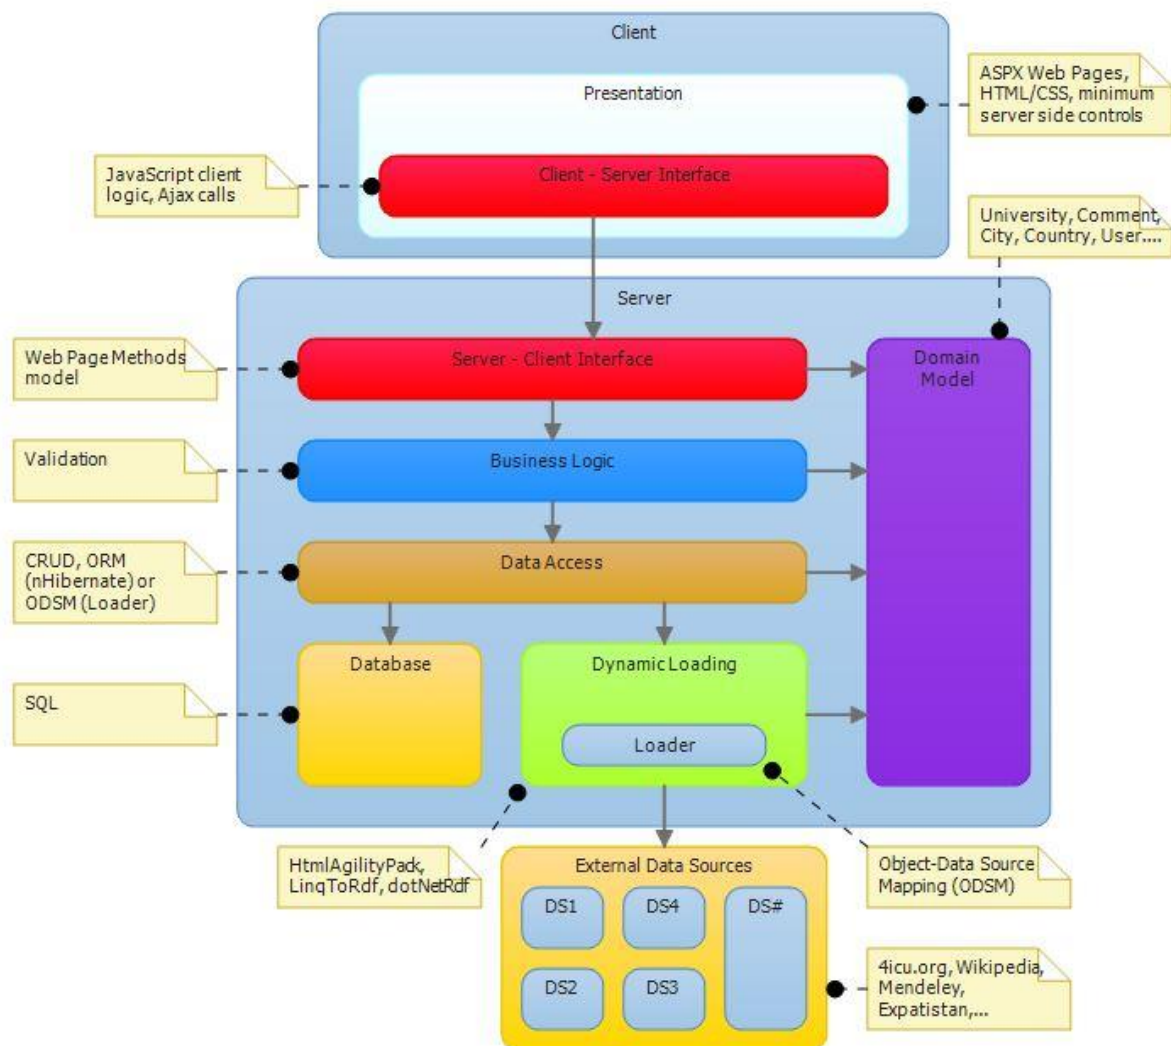 Client
Presentation
ASPX Web Pages,
HTML/CSS, minimum
server side controls
JavaScript client
logic, Ajax calls
Client - Server Interface
University, Comment,
City, Country, User....
Server
Web Page Methods
model
Server - Client Interface
Domain
Model
Validation
Business Logic
CRUD, ORM
(nHibernate) or
ODSM (Loader)
Data Access
Database
Dynamic Loading
SQL
Loader
HtmlAgilityPack,
LinqToRdf, dotNetRdf
External Data Sources
Object-Data Source
Mapping (ODSM)
DS1
DS4
DS#
DS2
DS3
4icu.org, Wikipedia,
Mendeley,
Expatistan,...